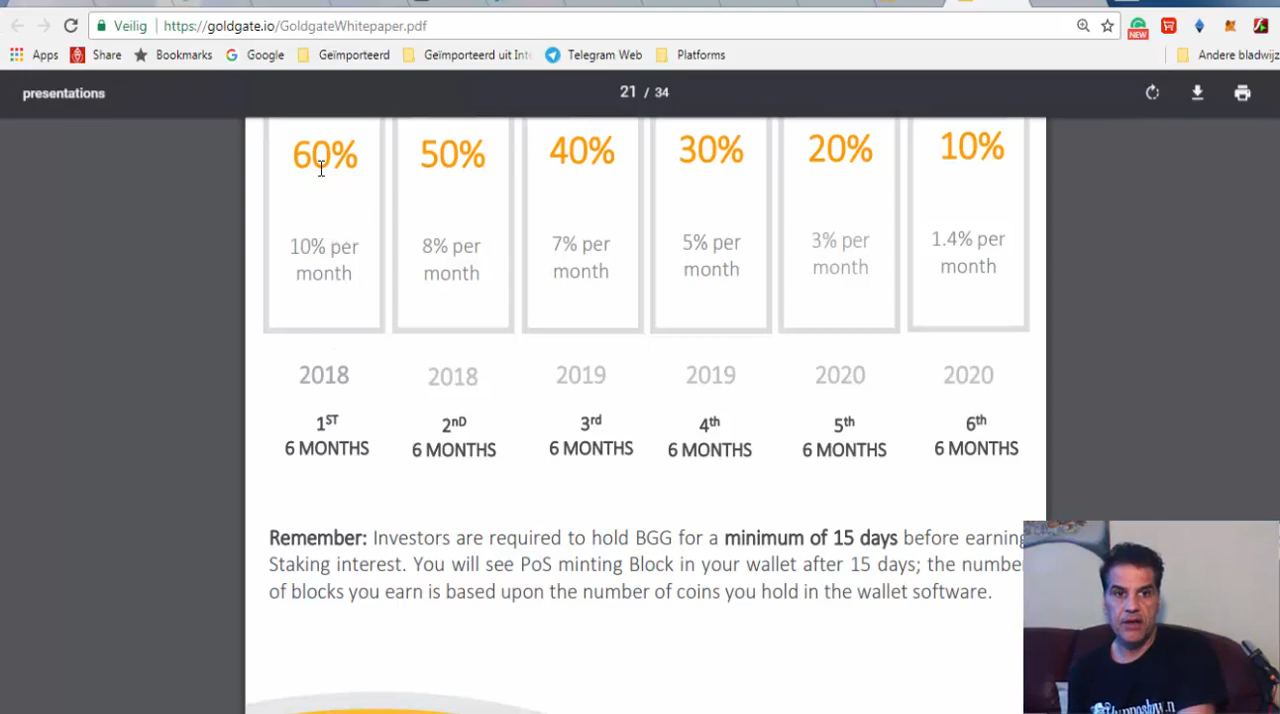 Veilig
https://goldgate.io/GoldgateWhitepaper.pdf
NEW
Apps
Share
Bookmarks
G Google
Geïmporteerd
Geïmporteerd uit Int
Telegram Web
Platforms
Andere bladwijz
presentations
21 / 34
60% 50% 40% 30% 20% 10%
10% per month
8% per month
7% per month
5% per month
3% per month
1.4% per month
2018 2018 2019 2019 2020 2020
1ST 2nD 3rd 4th 5th 6th
6 MONTHS 6 MONTHS 6 MONTHS 6 MONTHS 6 MONTHS 6 MONTHS
Remember: Investors are required to hold BGG for a minimum of 15 days before earning
Staking interest. You will see PoS minting Block in your wallet after 15 days; the number
of blocks you earn is based upon the number of coins you hold in the wallet software.